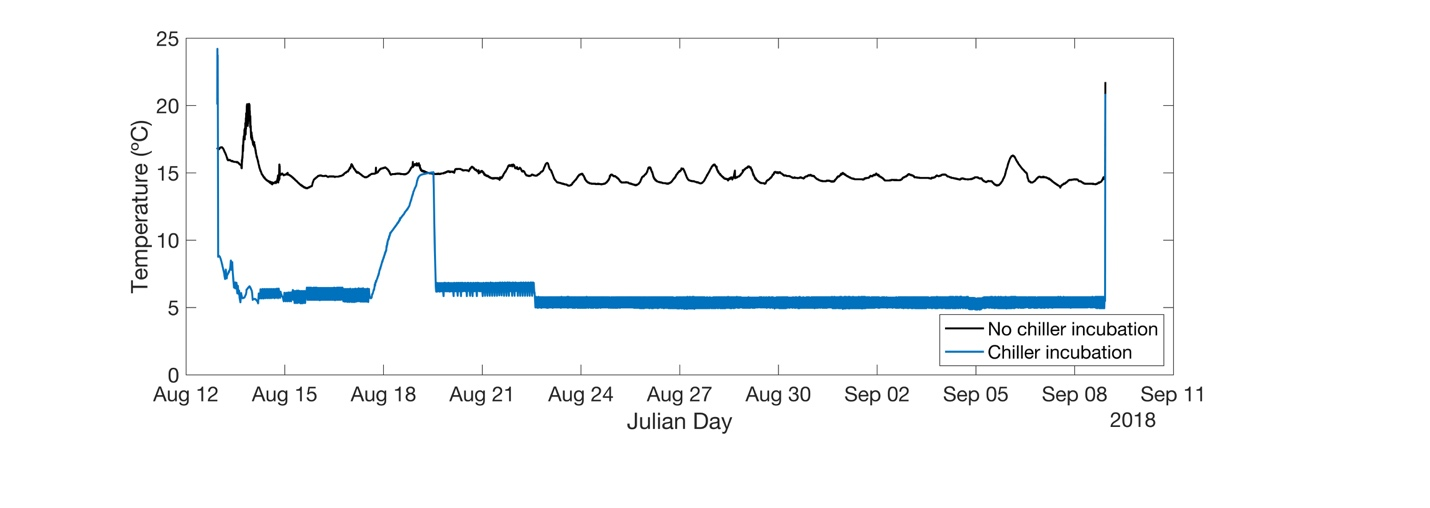 25
20
15
10
5
0
Temperature (ºC)
No chiller incubation
Chiller incubation
Aug 12 Aug 15 Aug 18 Aug 21 Aug 24 Aug 27 Aug 30 Sep 02 Sep 05 Sep 08 Sep 11
Julian Day
2018